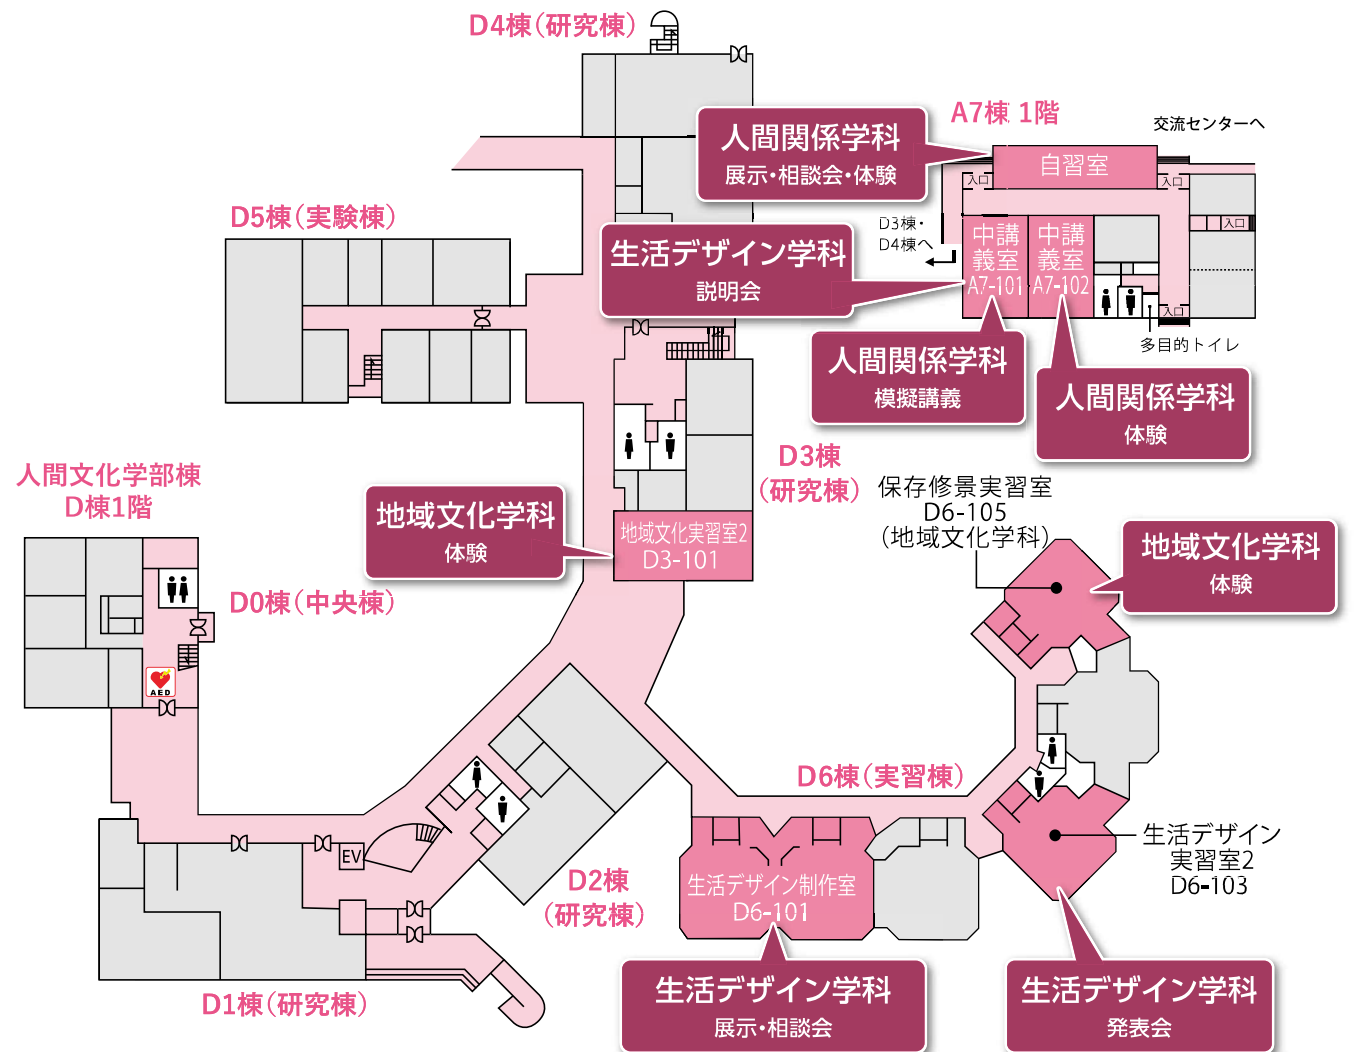 D4棟（研究棟）
A7棟 1階
交流センターへ
人間関係学科
展示・相談会・体験
自習室
入口
入口
D5棟（実験棟）
D3棟・
D4棟へ
入口
中講
義室
A7-101
中講
義室
A7-102
生活デザイン学科
説明会
入口
多目的トイレ
人間関係学科
模擬講義
人間関係学科
体験
D3棟
（研究棟）
人間文化学部棟
D棟1階
保存修景実習室
D6-105
（地域文化学科）
地域文化学科
体験
地域文化実習室2
D3-101
地域文化学科
体験
D0棟（中央棟）
AED
D6棟（実習棟）
EV
生活デザイン
実習室2
D6-103
D2棟
（研究棟）
生活デザイン制作室
D6-101
D1棟（研究棟）
生活デザイン学科
展示・相談会
生活デザイン学科
発表会